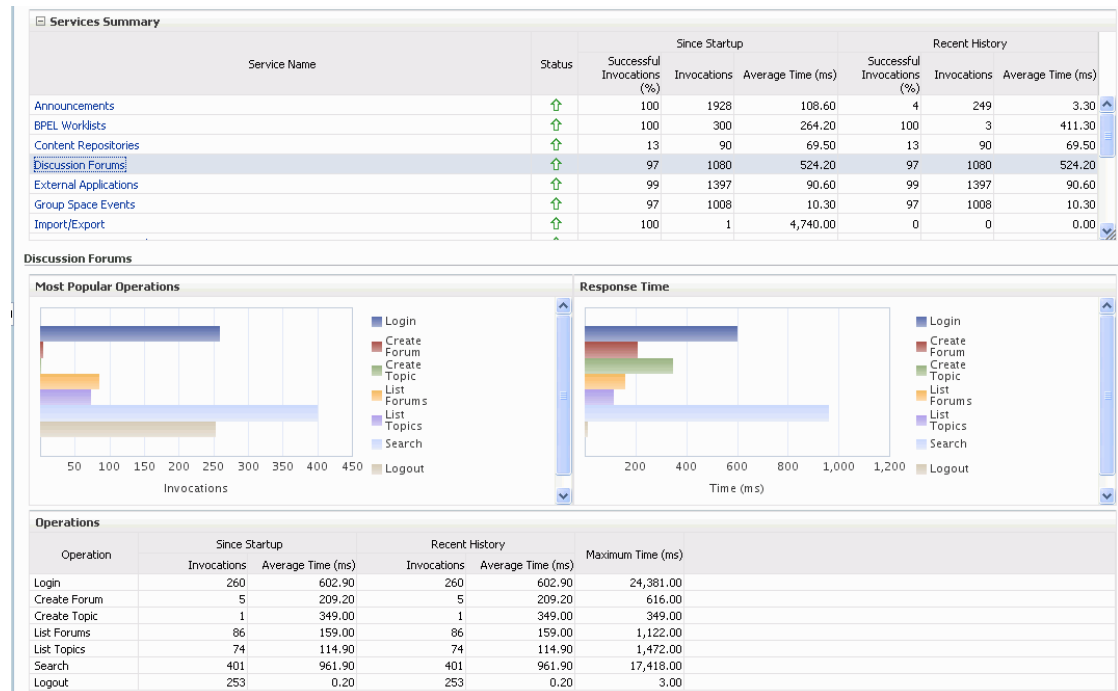 Services Summary
Since Startup Recent History
Service Name Status Successful Invocations (%) Invocations Average Time (ms) Successful Invocations (%) Invocations Average Time (ms)
Announcements 100 1928 108.60 4 249 3.30
BPEL Worklists 100 300 264.20 100 3 411.30
Content Repositories 13 90 69.50 13 90 69.50
Discussion Forums 97 1080 524.20 97 1080 524.20
External Applications 99 1397 90.60 99 1397 90.60
Group Space Events 97 1008 10.30 97 1008 10.30
Import/Export 100 1 4,740.00 0 0 0.00
Discussion Forums
Most Popular Operations
Login
Create
Forum
Create
Topic
List
Forums
List
Topics
Search
Logout
50 100 150 200 250 300 350 400 450
Invocations
Response Time
Login
Create
Forum
Create
Topic
List
Forums
List
Topics
Search
Logout
200 400 600 800 1,000 1,200
Time (ms)
Operations
Operation Since Startup Recent History Maximum Time (ms)
Invocations Average Time (ms) Invocations Average Time (ms)
Login 260 602.90 260 602.90 24,381.00
Create Forum 5 209.20 5 209.20 616.00
Create Topic 1 349.00 1 349.00 349.00
List Forums 86 159.00 86 159.00 1,122.00
List Topics 74 114.90 74 114.90 1,472.00
Search 401 961.90 401 961.90 17,418.00
Logout 253 0.20 253 0.20 3.00